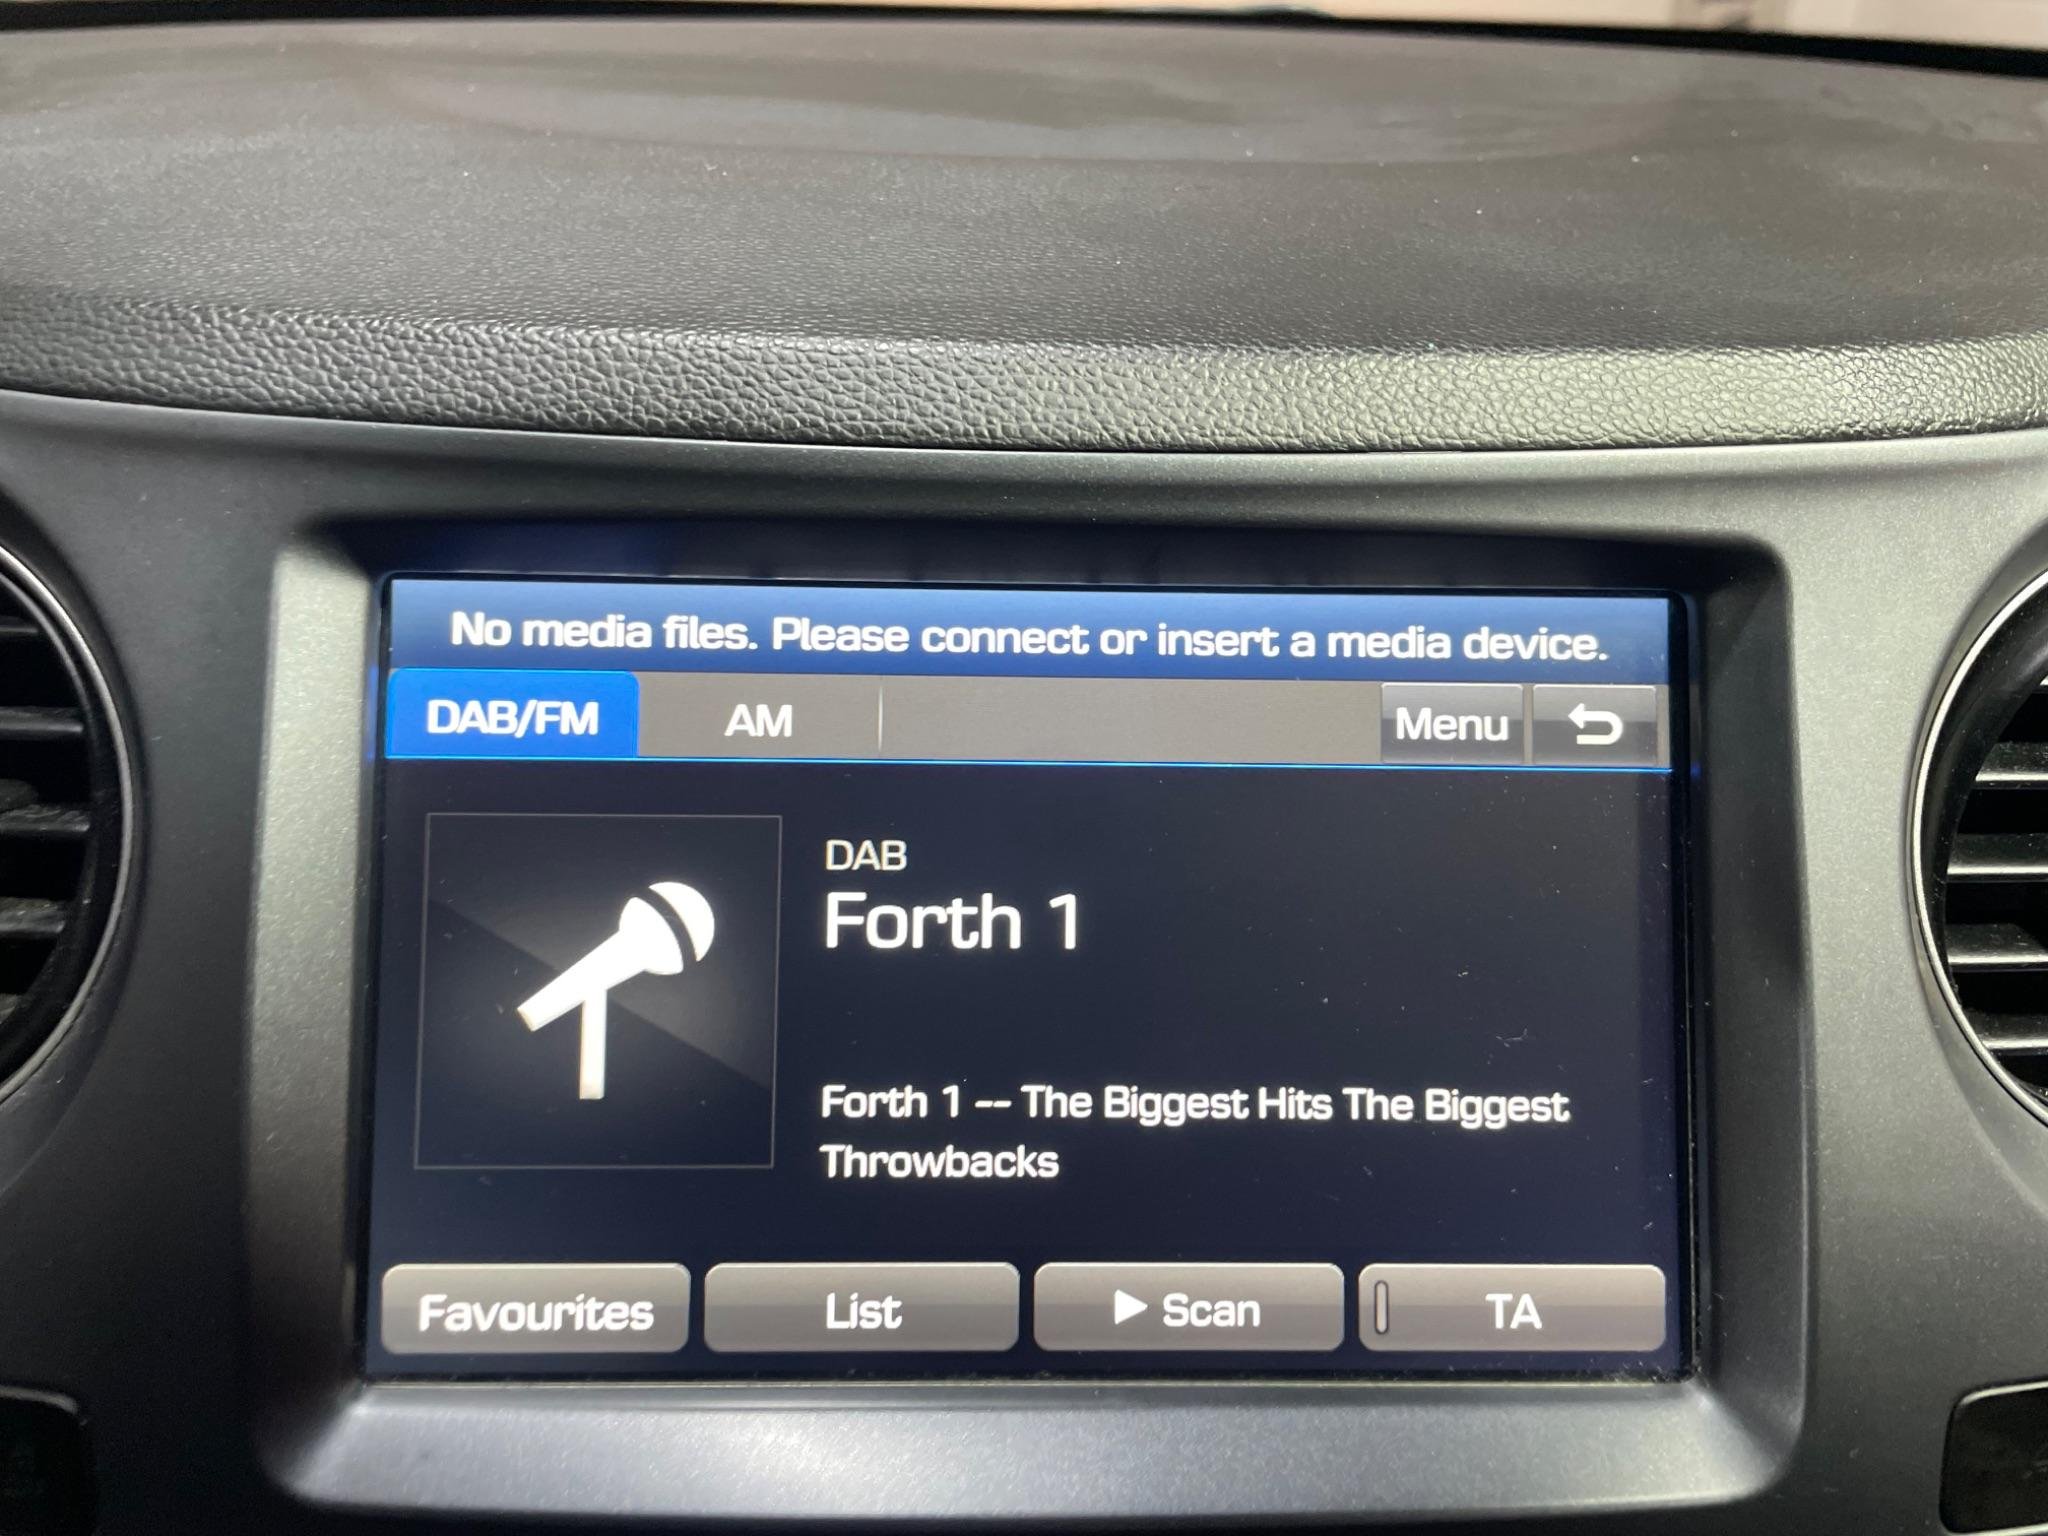 No media files. Please connect or insert a media device.
DAB/FM AM Menu
DAB
Forth 1
Forth 1 -- The Biggest Hits The Biggest
Throwbacks
Favourites List Scan TA